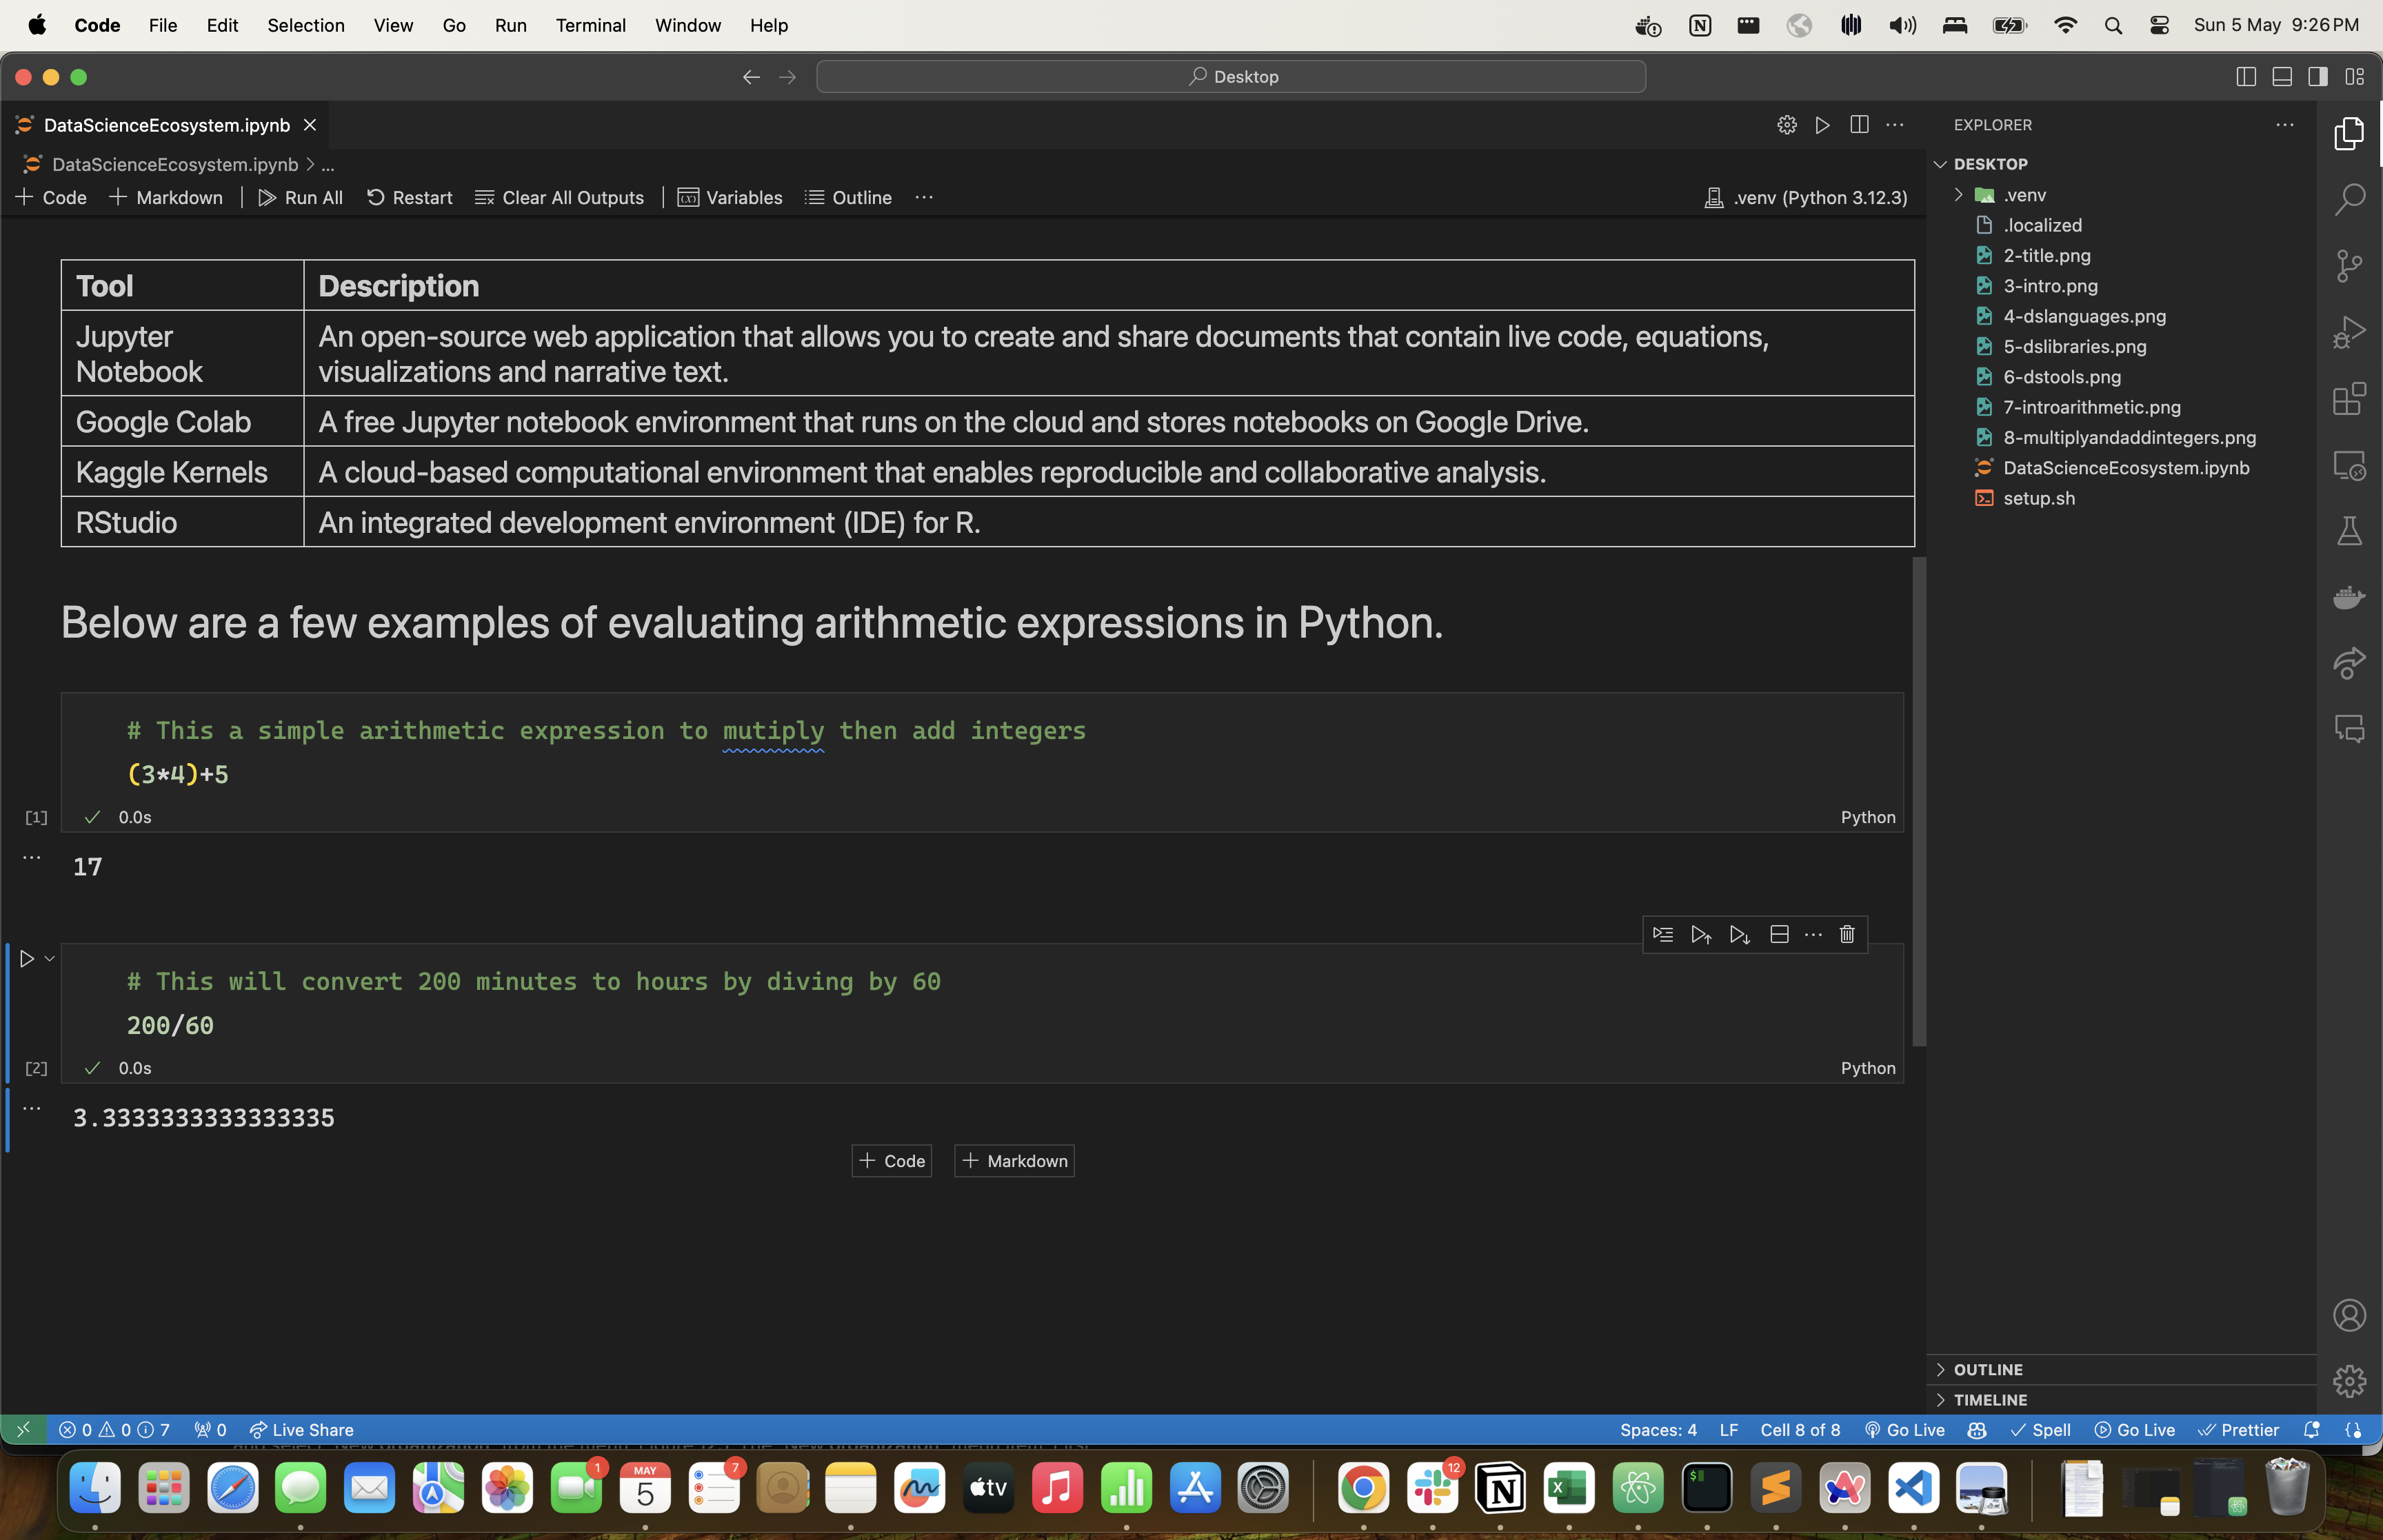 Code File Edit Selection View Go Run Terminal Window Help Sun 5 May 9:26 PM
Desktop
DataScienceEcosystem.ipynb
DataScienceEcosystem.ipynb > ...
+ Code + Markdown Run All Restart Clear All Outputs Variables Outline ... .venv (Python 3.12.3)
Tool Description
Jupyter Notebook An open-source web application that allows you to create and share documents that contain live code, equations,
visualizations and narrative text.
Google Colab A free Jupyter notebook environment that runs on the cloud and stores notebooks on Google Drive.
Kaggle Kernels A cloud-based computational environment that enables reproducible and collaborative analysis.
RStudio An integrated development environment (IDE) for R.
Below are a few examples of evaluating arithmetic expressions in Python.
# This a simple arithmetic expression to mutiply then add integers
(3*4)+5
[1] 0.0s Python
17
# This will convert 200 minutes to hours by diving by 60
200/60
[2] 0.0s Python
3.3333333333333335
+ Code + Markdown
EXPLORER
DESKTOP
.venv
.localized
2-title.png
3-intro.png
4-dslanguages.png
5-dslibraries.png
6-dstools.png
7-introarithmetic.png
8-multiplyandaddintegers.png
DataScienceEcosystem.ipynb
setup.sh
OUTLINE
TIMELINE
0 0 7 0 Live Share Spaces: 4 LF Cell 8 of 8 Go Live Spell Go Live Prettier
1 MAY 5 7 tv 12